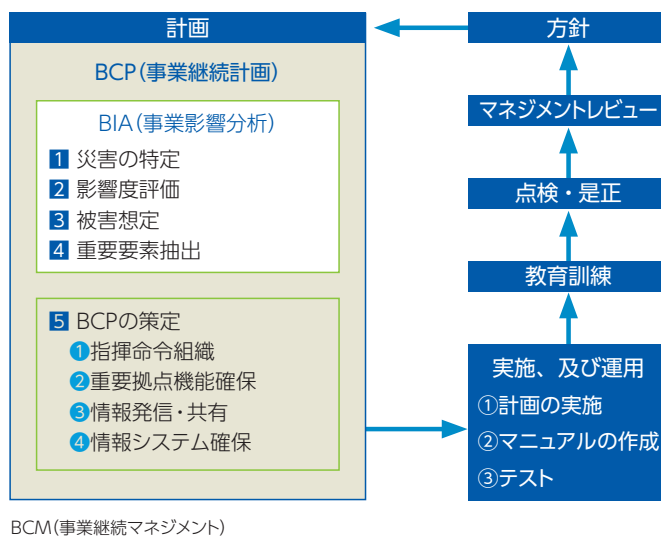 計画
BCP(事業継続計画)
BIA(事業影響分析)
1 災害の特定
2 影響度評価
3 被害想定
4 重要要素抽出
5 BCPの策定
❶指揮命令組織
❷重要拠点機能確保
❸情報発信・共有
❹情報システム確保
方針
マネジメントレビュー
点検・是正
教育訓練
実施、及び運用
①計画の実施
②マニュアルの作成
③テスト
BCM(事業継続マネジメント)